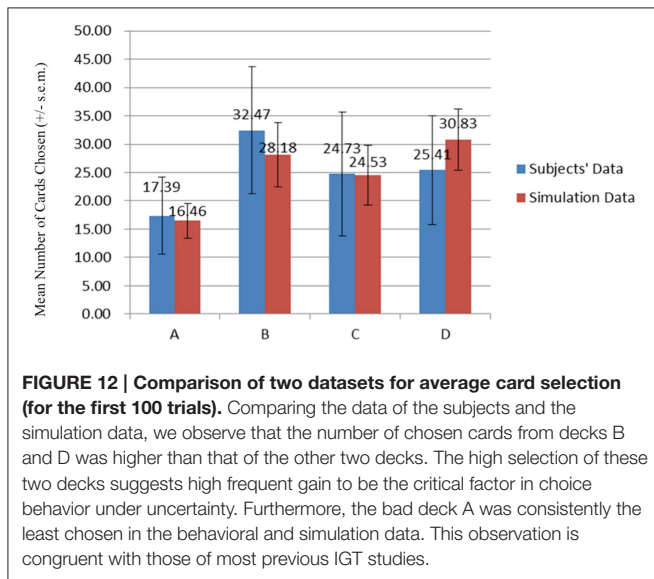 50.00
45.00
40.00
35.00
30.00
25.00
20.00
15.00
10.00
5.00
0.00
Mean Number of Cards Chosen (+/- s.e.m.)
17.39
16.46
32.47
28.18
24.73
24.53
25.41
30.83
A
B
C
D
Subjects' Data
Simulation Data
FIGURE 12 | Comparison of two datasets for average card selection
(for the first 100 trials). Comparing the data of the subjects and the
simulation data, we observe that the number of chosen cards from decks B
and D was higher than that of the other two decks. The high selection of these
two decks suggests high frequent gain to be the critical factor in choice
behavior under uncertainty. Furthermore, the bad deck A was consistently the
least chosen in the behavioral and simulation data. This observation is
congruent with those of most previous IGT studies.